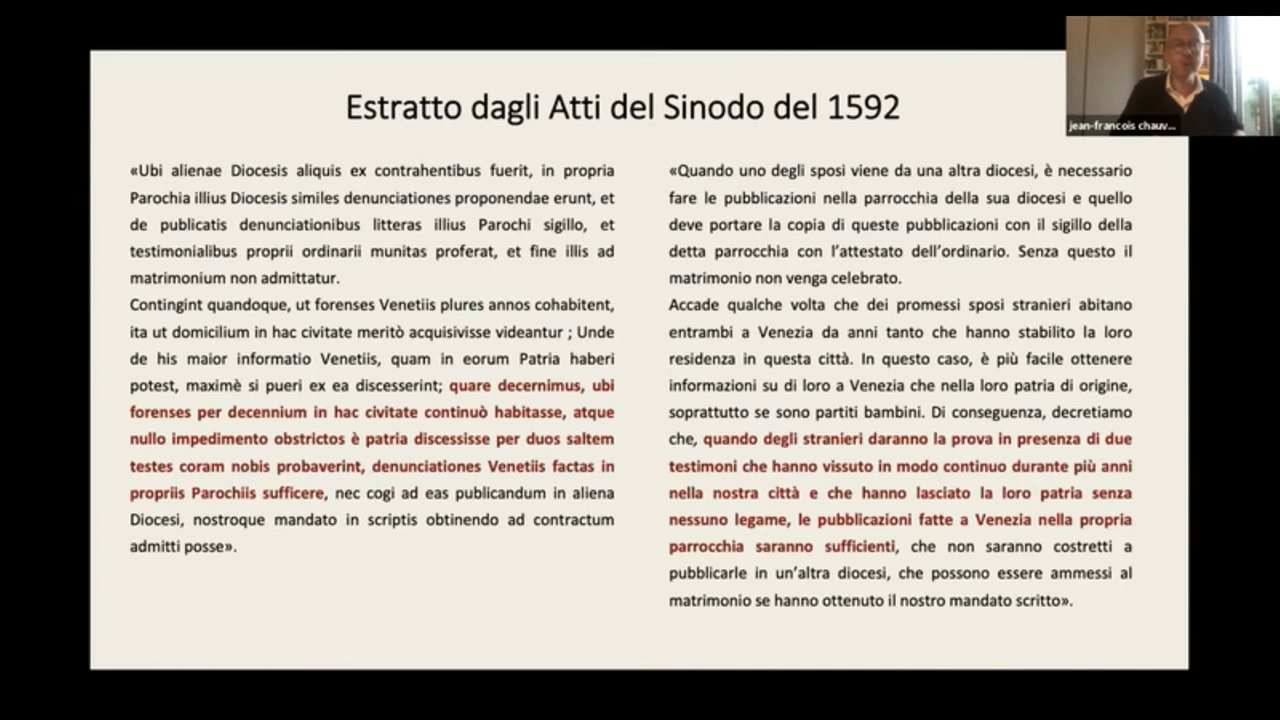 Estratto dagli Atti del Sinodo del 1592
«Ubi alienae Diocesis aliquis ex contrahentibus fuerit, in propria
Parochia illius Diocesis similes denunciationes proponendae erunt, et
de publicatis denunciationibus litteras illius Parochi sigillo, et
testimonialibus proprii ordinarii munitas proferat, et fine illis ad
matrimonium non admittatur.
Contingint quandoque, ut forenses Venetiis plures annos cohabitent,
ita ut domicilium in hac civitate meritò acquisivisse videantur ; Unde
de his maior informatio Venetiis, quam in eorum Patria haberi
potest, maximè si pueri ex ea discesserint; quare decernimus, ubi
forenses per decennium in hac civitate continuò habitasse, atque
nullo impedimento obstrictos è patria discessisse per duos saltem
testes coram nobis probaverint, denunciationes Venetiis factas in
propriis Parochiis sufficere, nec cogi ad eas publicandum in aliena
Diocesi, nostroque mandato in scriptis obtinendo ad contractum
admitti posse».
«Quando uno degli sposi viene da una altra diocesi, è necessario
fare le pubblicazioni nella parrocchia della sua diocesi e quello
deve portare la copia di queste pubblicazioni con il sigillo della
detta parrocchia con l’attestato dell’ordinario. Senza questo il
matrimonio non venga celebrato.
Accade qualche volta che dei promessi sposi stranieri abitano
entrambi a Venezia da anni tanto che hanno stabilito la loro
residenza in questa città. In questo caso, è più facile ottenere
informazioni su di loro a Venezia che nella loro patria di origine,
soprattutto se sono partiti bambini. Di conseguenza, decretiamo
che, quando degli stranieri daranno la prova in presenza di due
testimoni che hanno vissuto in modo continuo durante più anni
nella nostra città e che hanno lasciato la loro patria senza
nessuno legame, le pubblicazioni fatte a Venezia nella propria
parrocchia saranno sufficienti, che non saranno costretti a
pubblicarle in un’altra diocesi, che possono essere ammessi al
matrimonio se hanno ottenuto il nostro mandato scritto».
jean-francois chauv...